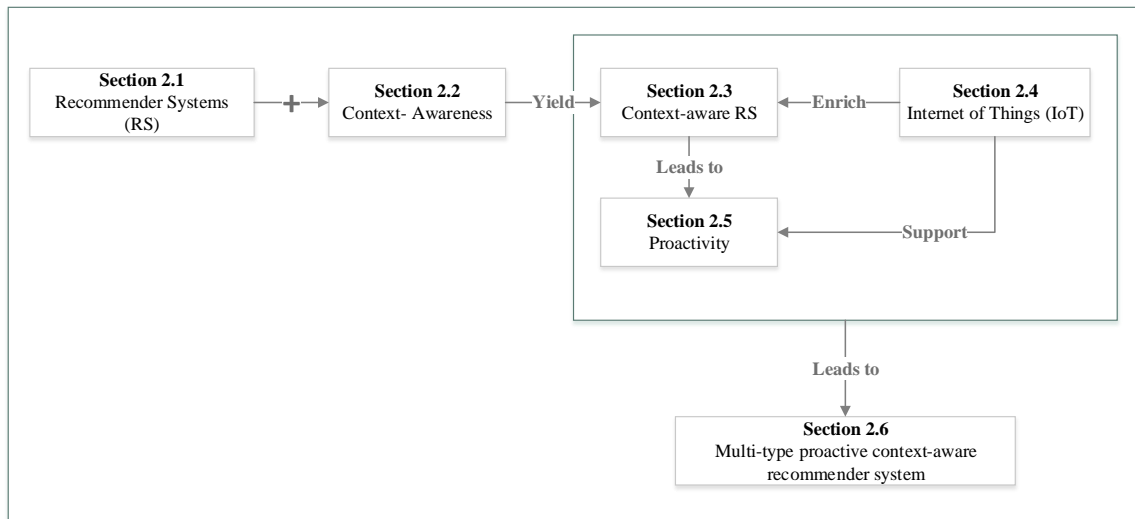 Section 2.1
Recommender Systems
(RS)
+
Section 2.2
Context- Awareness
Yield
Section 2.3
Context-aware RS
Enrich
Section 2.4
Internet of Things (IoT)
Leads to
Section 2.5
Proactivity
Support
Leads to
Section 2.6
Multi-type proactive context-aware
recommender system